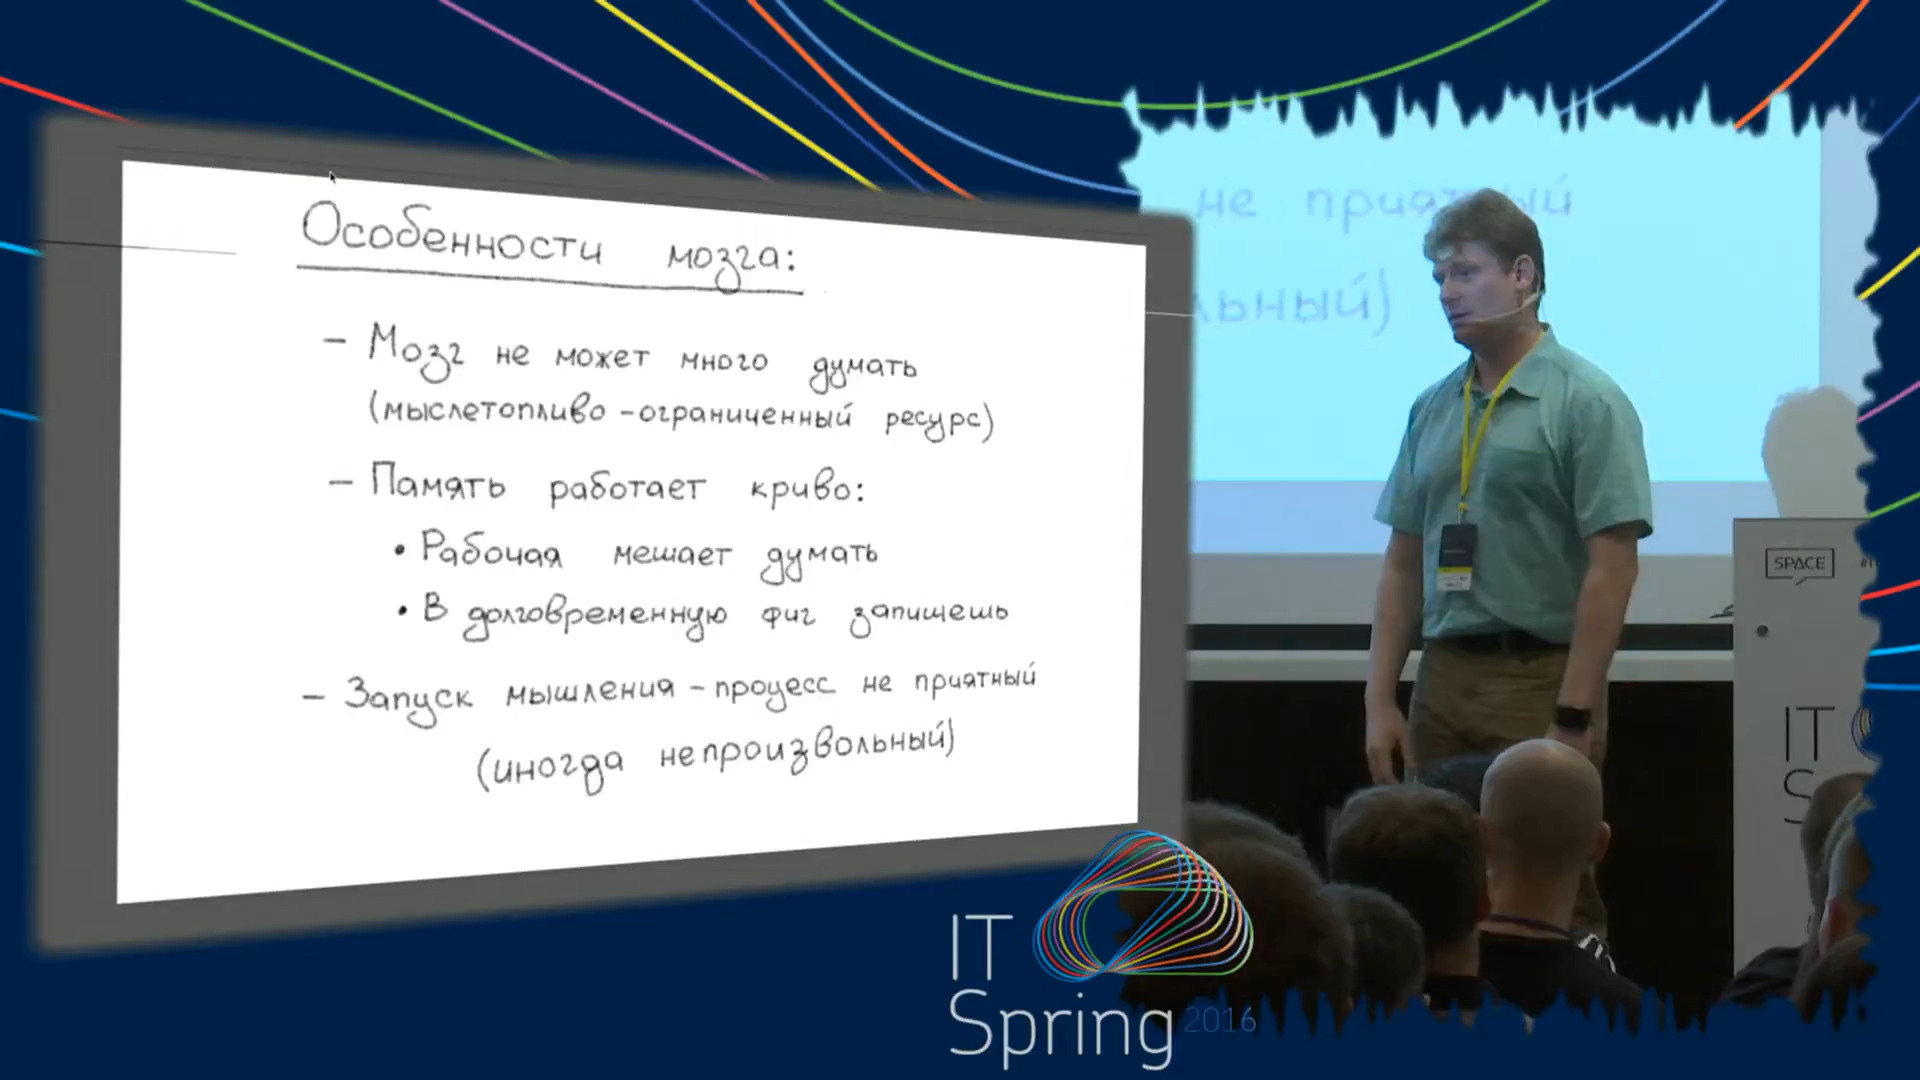 Особенности мозга:
- Мозг не может много думать
(мыслетопливо - ограниченный ресурс)
- Память работает криво:
• Рабочая мешает думать
• В долговременную фиг запишешь
- Запуск мышления - процесс не приятный
(иногда непроизвольный)
не приятный
льный)
SPACE
IT
S
IT
Spring 2016